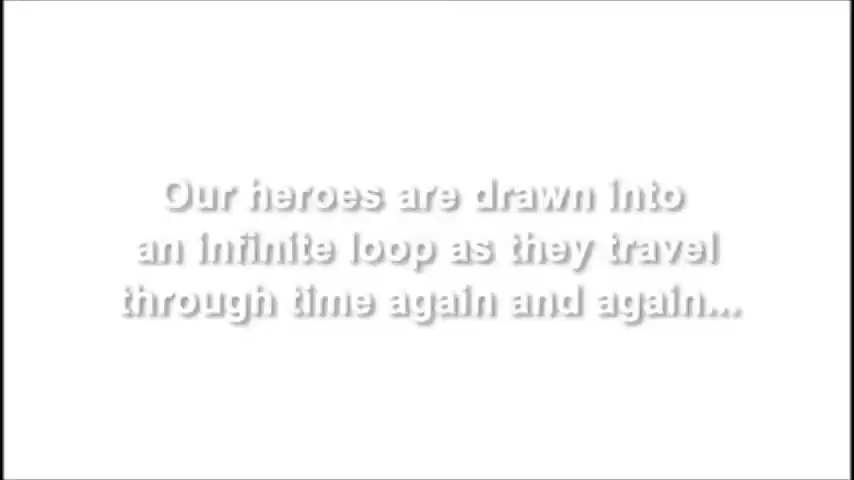 Our heroes are drawn into
an infinite loop as they travel
through time again and again...